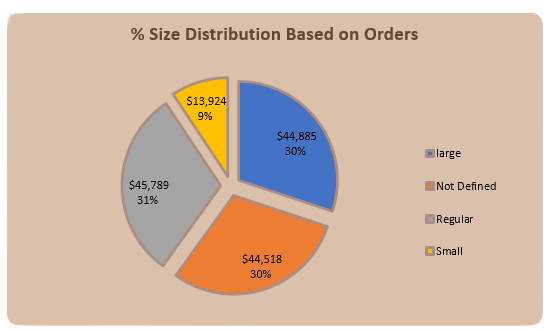 % Size Distribution Based on Orders
$13,924
9%
$44,885
30%
$45,789
31%
$44,518
30%
large
Not Defined
Regular
Small